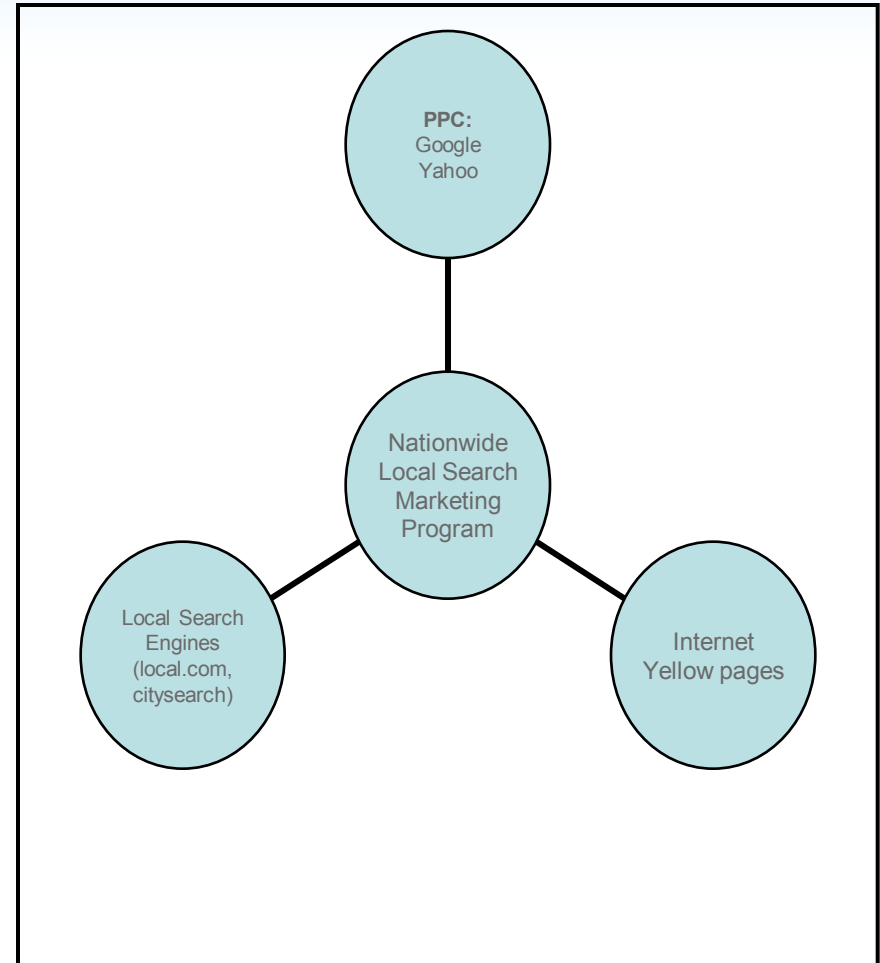 PPC:
Google
Yahoo
Nationwide
Local Search
Marketing
Program
Local Search
Engines
(local.com,
citysearch)
Internet
Yellow pages